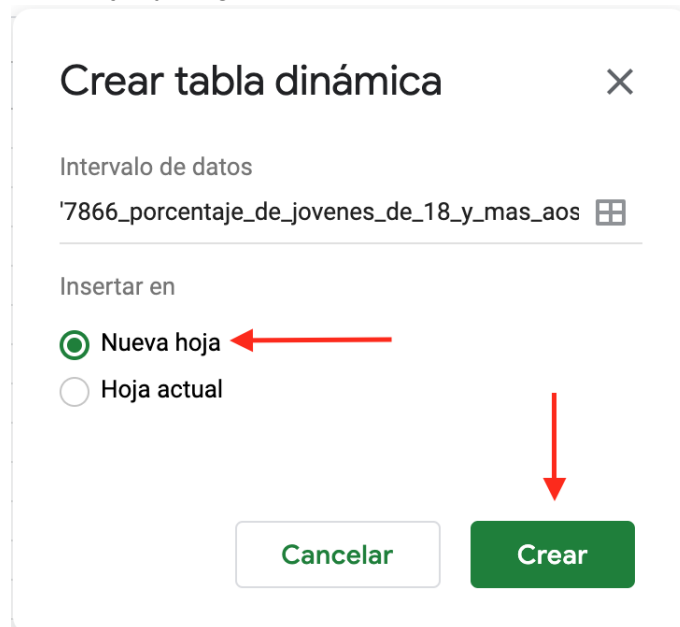 Crear tabla dinámica
Intervalo de datos
'7866_porcentaje_de_jovenes_de_18_y_mas_aos
Insertar en
Nueva hoja
Hoja actual
Cancelar
Crear